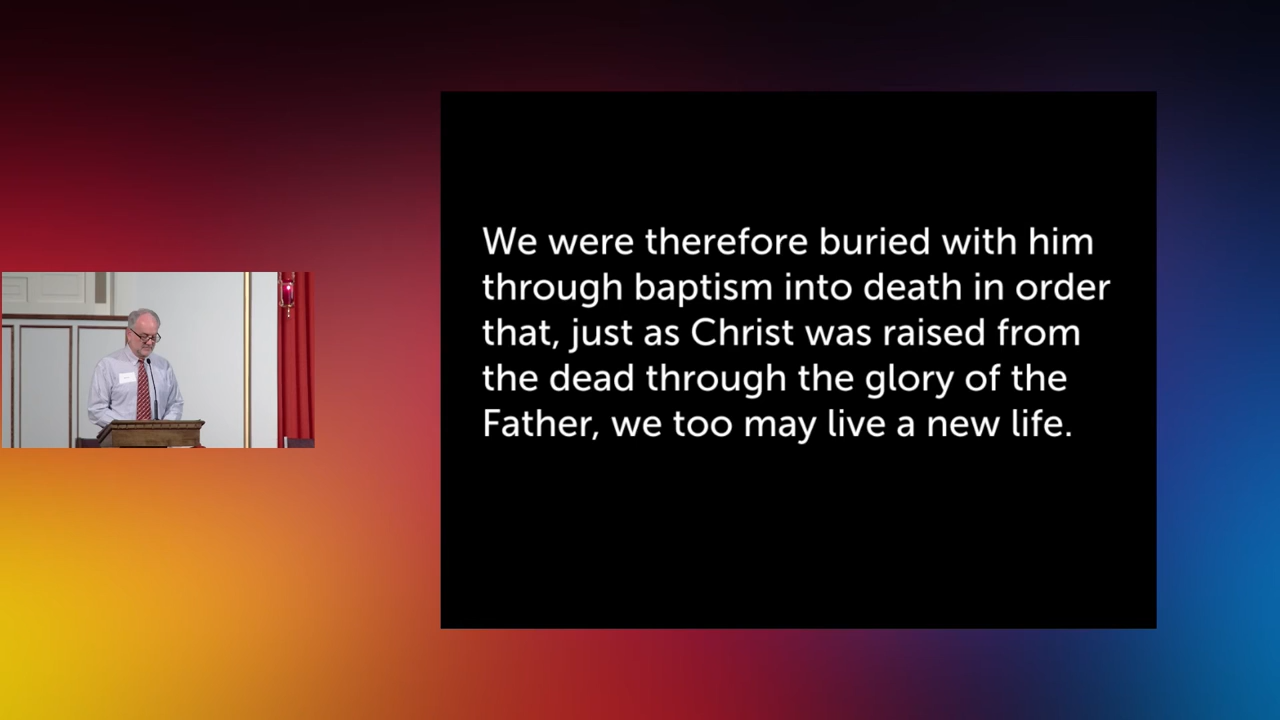 We were therefore buried with him
through baptism into death in order
that, just as Christ was raised from
the dead through the glory of the
Father, we too may live a new life.